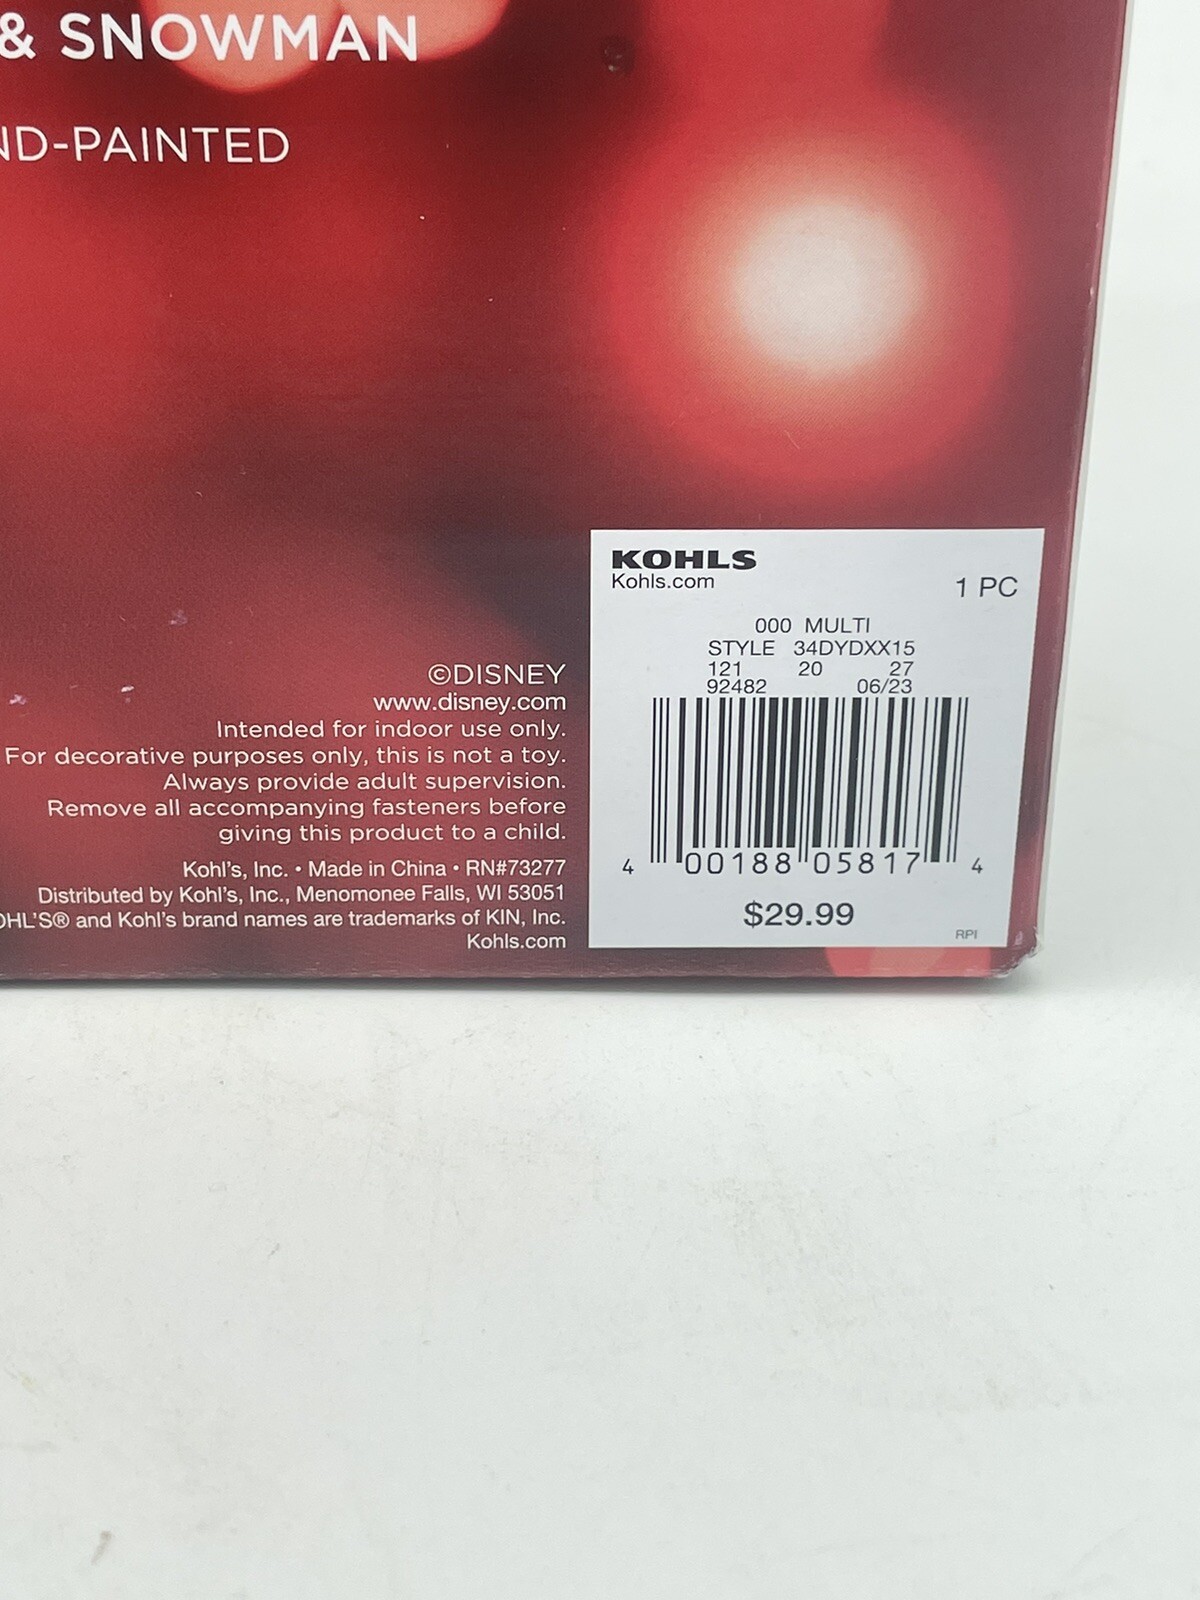 & SNOWMAN
ND-PAINTED
©DISNEY
www.disney.com
Intended for indoor use only.
For decorative purposes only, this is not a toy.
Always provide adult supervision.
Remove all accompanying fasteners before
giving this product to a child.
Kohl's, Inc. • Made in China • RN#73277
Distributed by Kohl's, Inc., Menomonee Falls, WI 53051
OHL'S® and Kohl's brand names are trademarks of KIN, Inc.
Kohls.com
KOHLS
Kohls.com
1 PC
000 MULTI
STYLE 34DYDXX15
121 20 27
92482 06/23
4 00188 05817 4
$29.99
RPI